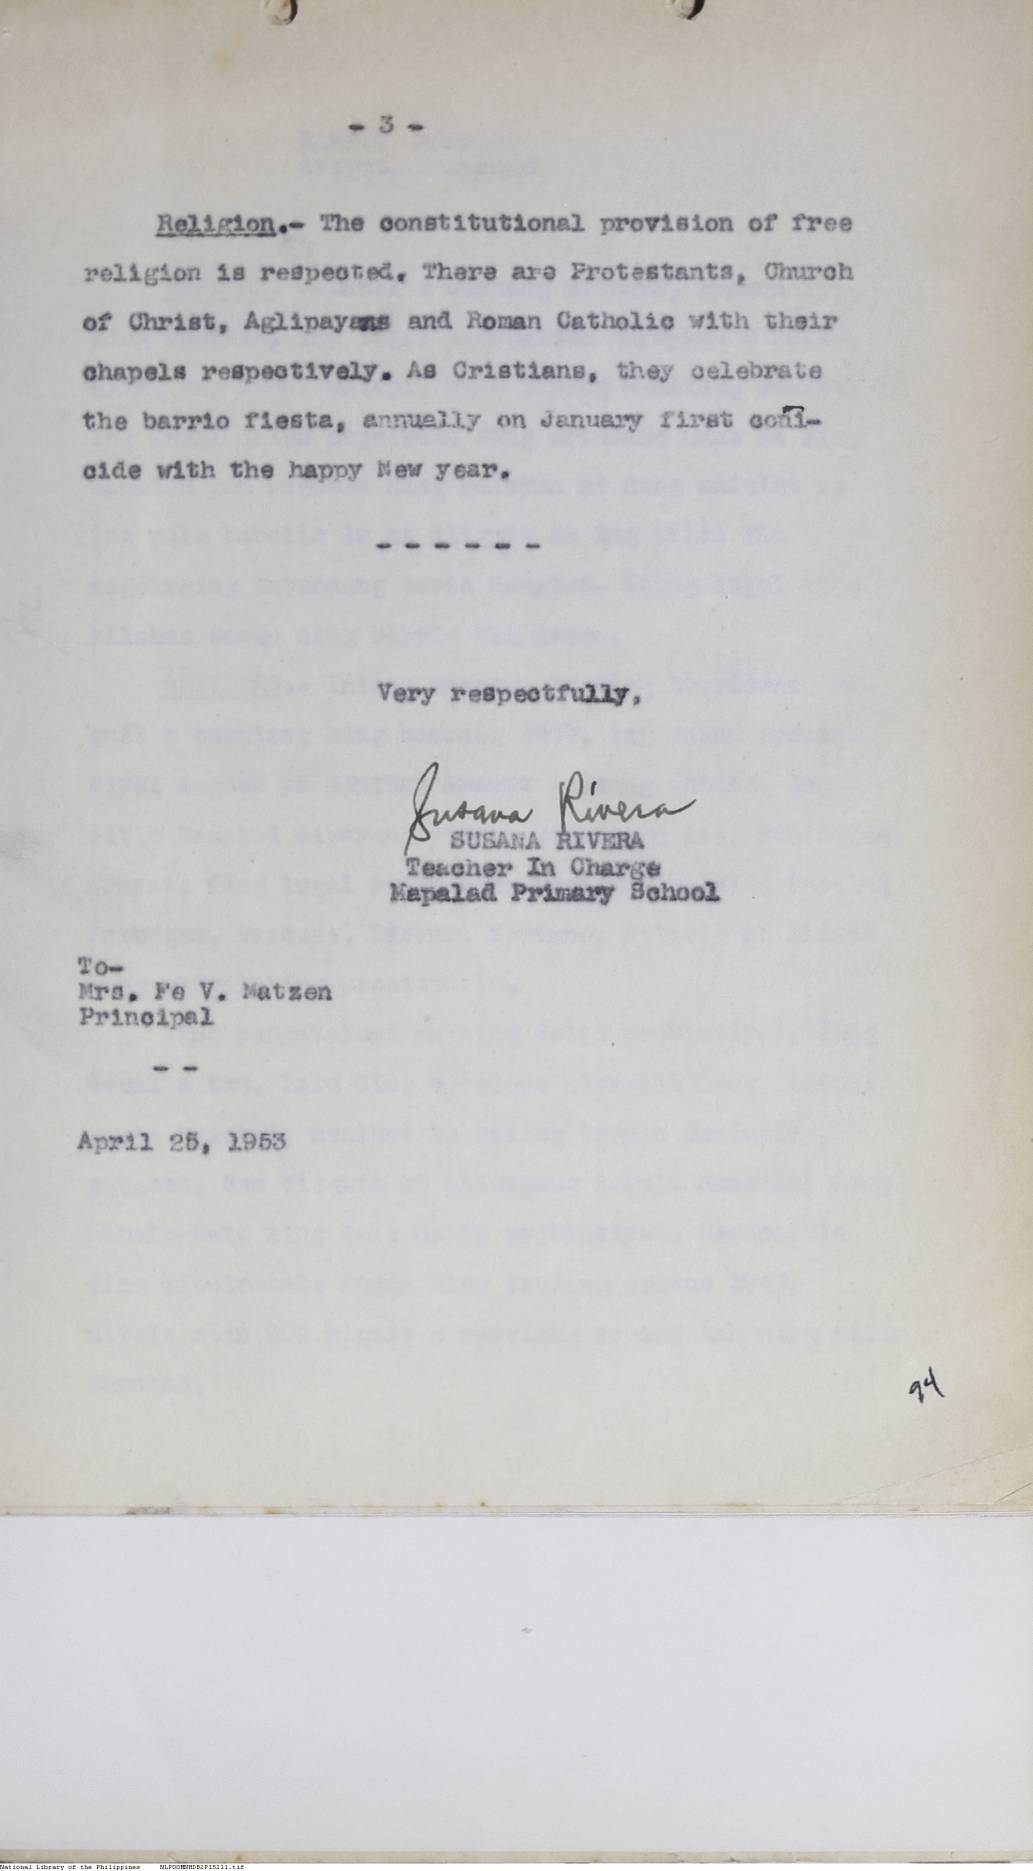 - 3 -
Religion.- The constitutional provision of free
religion is respected. There are Protestants, Church
of Christ, Aglipayans and Roman Catholic with their
chapels respectively. As Cristians, they celebrate
the barrio fiesta, annually on January first coni-
cide with the happy New year.
- - - - - -
Very respectfully,
Susana Rivera
SUSANA RIVERA
Teacher In Charge
Mapalad Primary School
To-
Mrs. Fe V. Matzen
Principal
- -
April 25, 1953
94
National Library of the Philippines NLPOOMNHDB2P15211.tif